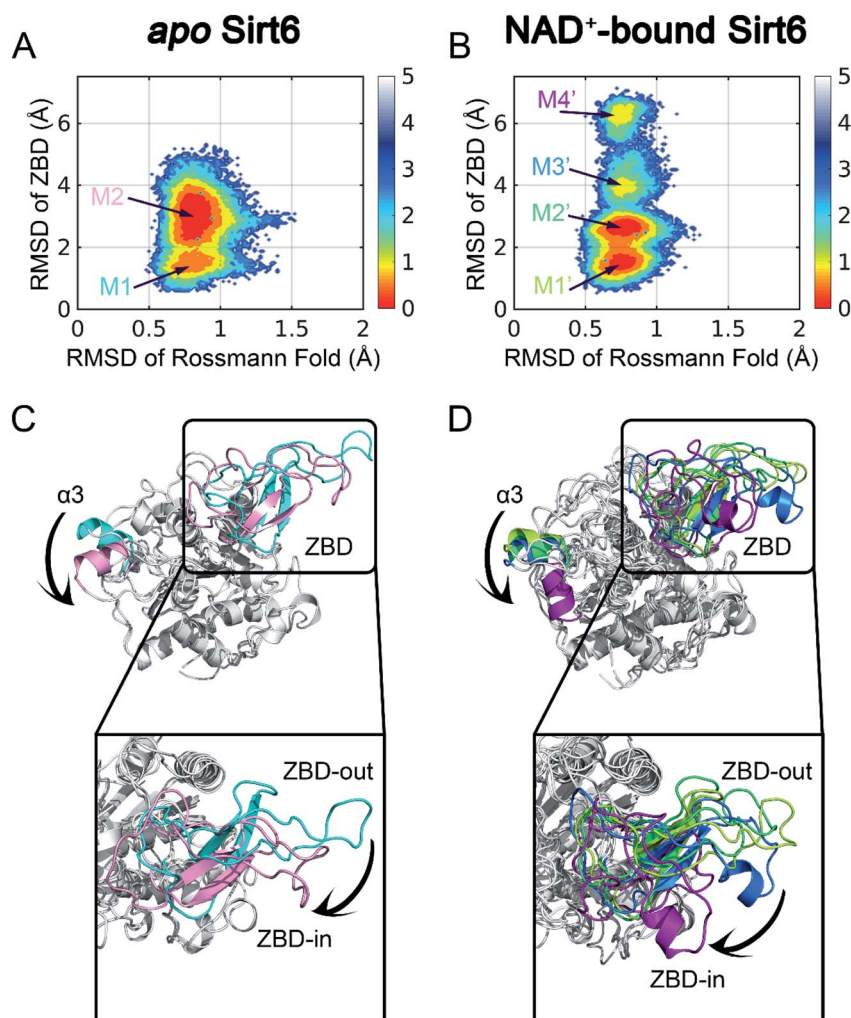 apo Sirt6
NAD⁺-bound Sirt6
A
RMSD of ZBD (Å)
6
4
2
0
M2
M1
0
0.5
1
1.5
2
RMSD of Rossmann Fold (Å)
5
4
3
2
1
0
B
RMSD of ZBD (Å)
6
4
2
0
M4’
M3’
M2’
M1’
0
0.5
1
1.5
2
RMSD of Rossmann Fold (Å)
5
4
3
2
1
0
C
α3
ZBD
ZBD-out
ZBD-in
D
α3
ZBD
ZBD-out
ZBD-in